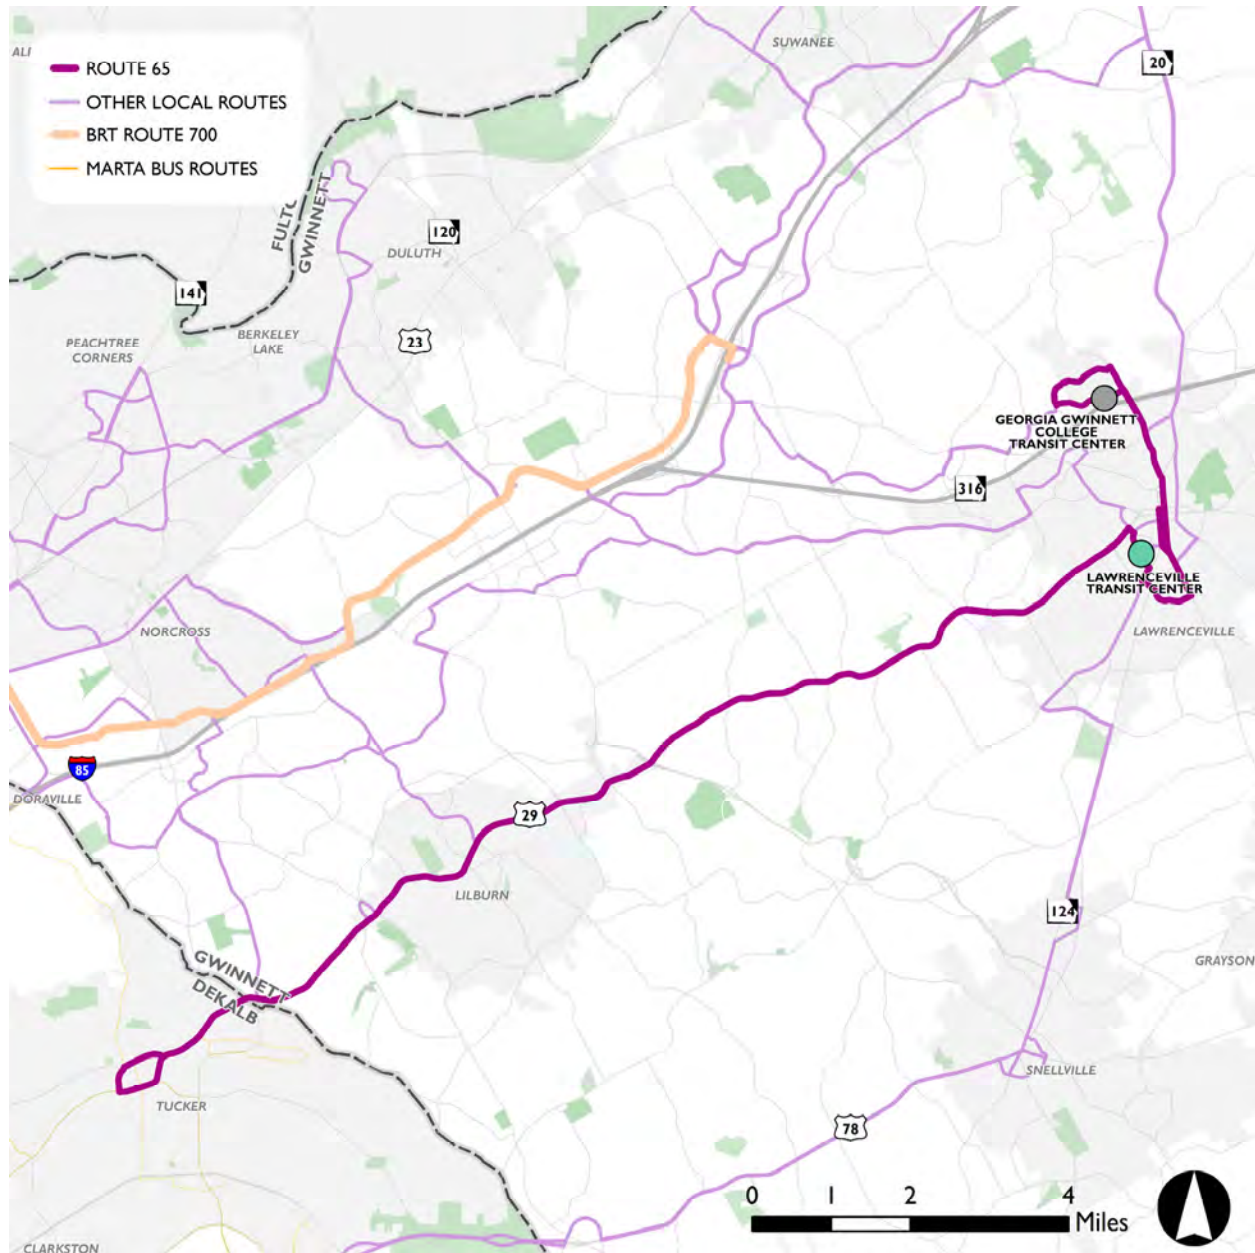 ALI
SUWANEE
ROUTE 65
OTHER LOCAL ROUTES
BRT ROUTE 700
MARTA BUS ROUTES
20
FULTO
GWINNETT
120
DULUTH
141
BERKELEY
LAKE
23
PEACHTREE
CORNERS
GEORGIA GWINNETT
COLLEGE
TRANSIT CENTER
316
LAWRENCEVILLE
TRANSIT CENTER
NORCROSS
LAWRENCEVILLE
85
DORAVILLE
29
LILBURN
124
GRAYSON
GWINNETT
DEKALB
SNELLVILLE
TUCKER
78
0 1 2 4
Miles
CLARKSTON